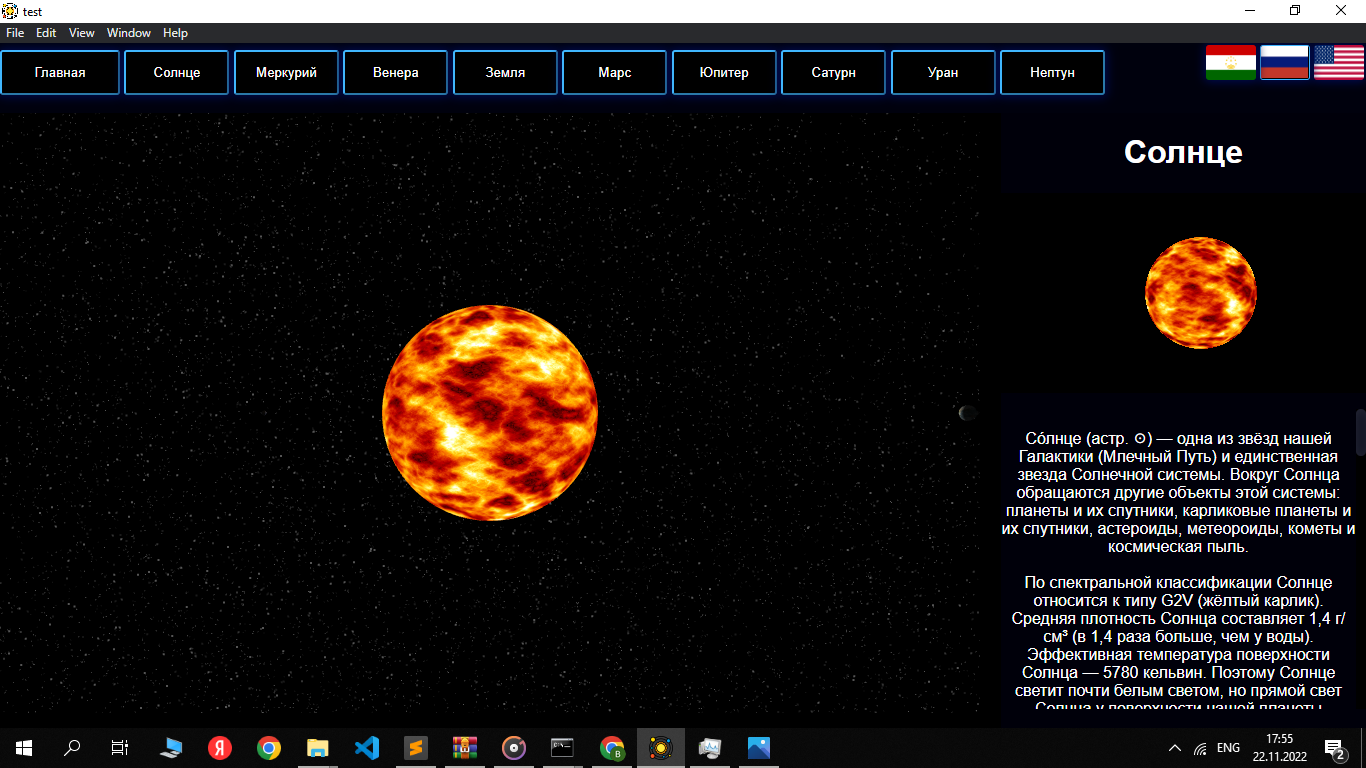 test
File Edit View Window Help
Главная Солнце Меркурий Венера Земля Марс Юпитер Сатурн Уран Нептун
Солнце
Со́лнце (астр. ☉) — одна из звёзд нашей
Галактики (Млечный Путь) и единственная
звезда Солнечной системы. Вокруг Солнца
обращаются другие объекты этой системы:
планеты и их спутники, карликовые планеты и
их спутники, астероиды, метеороиды, кометы и
космическая пыль.
По спектральной классификации Солнце
относится к типу G2V (жёлтый карлик).
Средняя плотность Солнца составляет 1,4 г/
см³ (в 1,4 раза больше, чем у воды).
Эффективная температура поверхности
Солнца — 5780 кельвин. Поэтому Солнце
светит почти белым светом, но прямой свет
Солнца у поверхности нашей планеты
Я
C:\_
B
ENG
17:55
22.11.2022
2